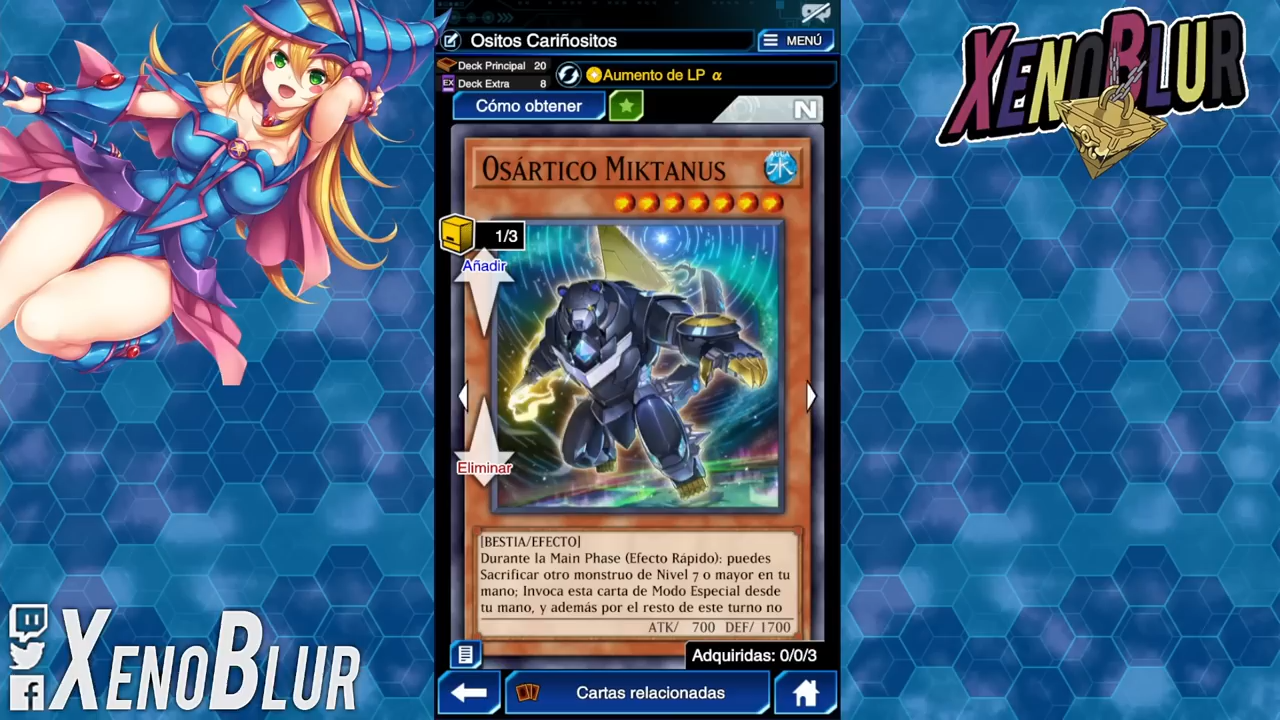 Ositos Cariñositos
MENÚ
Deck Principal 20
EX Deck Extra 8
Aumento de LP α
Cómo obtener
N
OSÁRTICO MIKTANUS
AGUA
水
1/3
Añadir
Eliminar
[BESTIA/EFECTO]
Durante la Main Phase (Efecto Rápido): puedes
Sacrificar otro monstruo de Nivel 7 o mayor en tu
mano; Invoca esta carta de Modo Especial desde
tu mano, y además por el resto de este turno no
ATK/ 700 DEF/ 1700
Adquiridas: 0/0/3
Cartas relacionadas
XENOBLUR
XENOBLUR